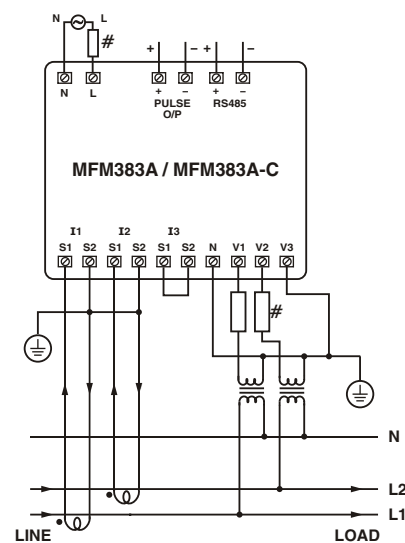 N L
#
+ – + –
N L + – + –
PULSE O/P RS485
MFM383A / MFM383A-C
I1 I2 I3
S1 S2 S1 S2 S1 S2 N V1 V2 V3
#
N
L2
L1
LINE LOAD